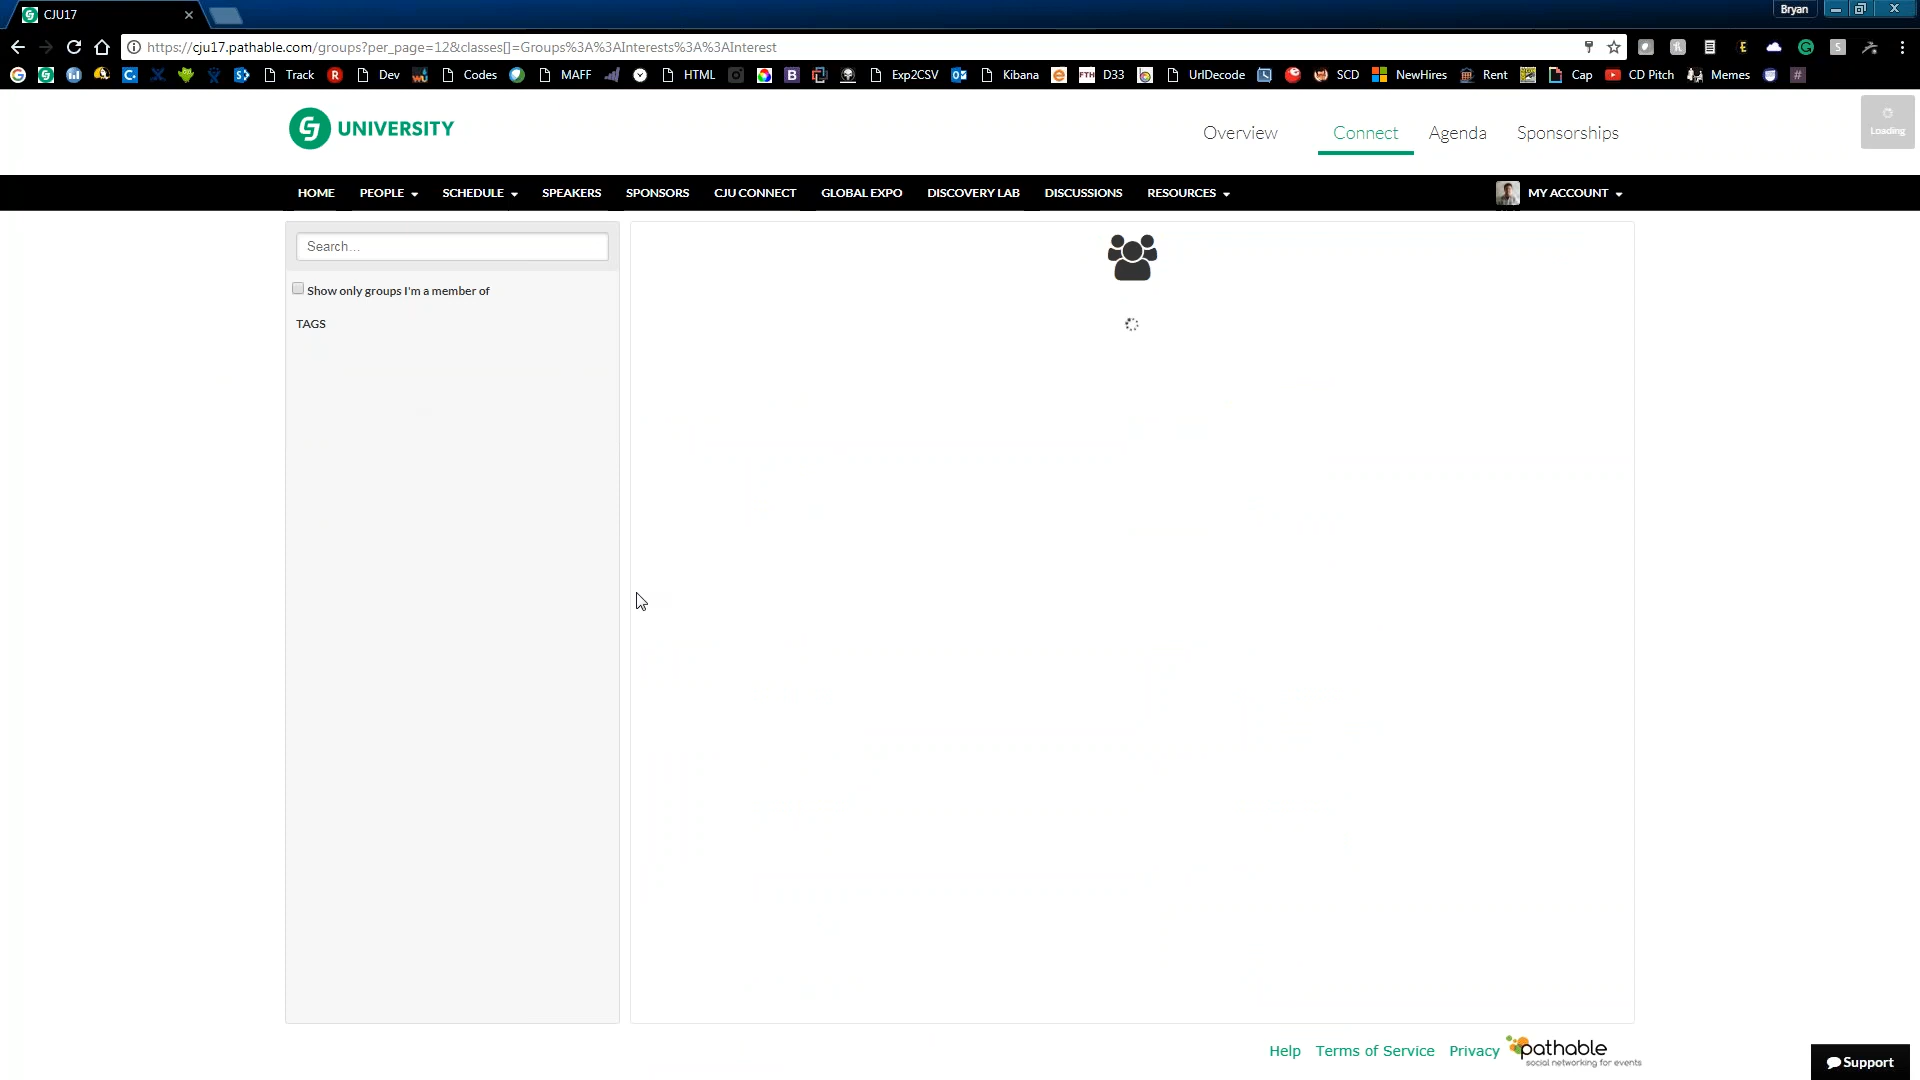 CJU17
Bryan
https://cju17.pathable.com/groups?per_page=12&classes[]=Groups%3A%3AInterests%3A%3AInterest
Track Dev Codes MAFF HTML Exp2CSV Kibana FTH D33 UrlDecode SCD NewHires Rent Cap CD Pitch Memes
CJ UNIVERSITY
Overview Connect Agenda Sponsorships
Loading
HOME PEOPLE SCHEDULE SPEAKERS SPONSORS CJU CONNECT GLOBAL EXPO DISCOVERY LAB DISCUSSIONS RESOURCES MY ACCOUNT
Search...
Show only groups I'm a member of
TAGS
Help Terms of Service Privacy pathable
social networking for events
Support